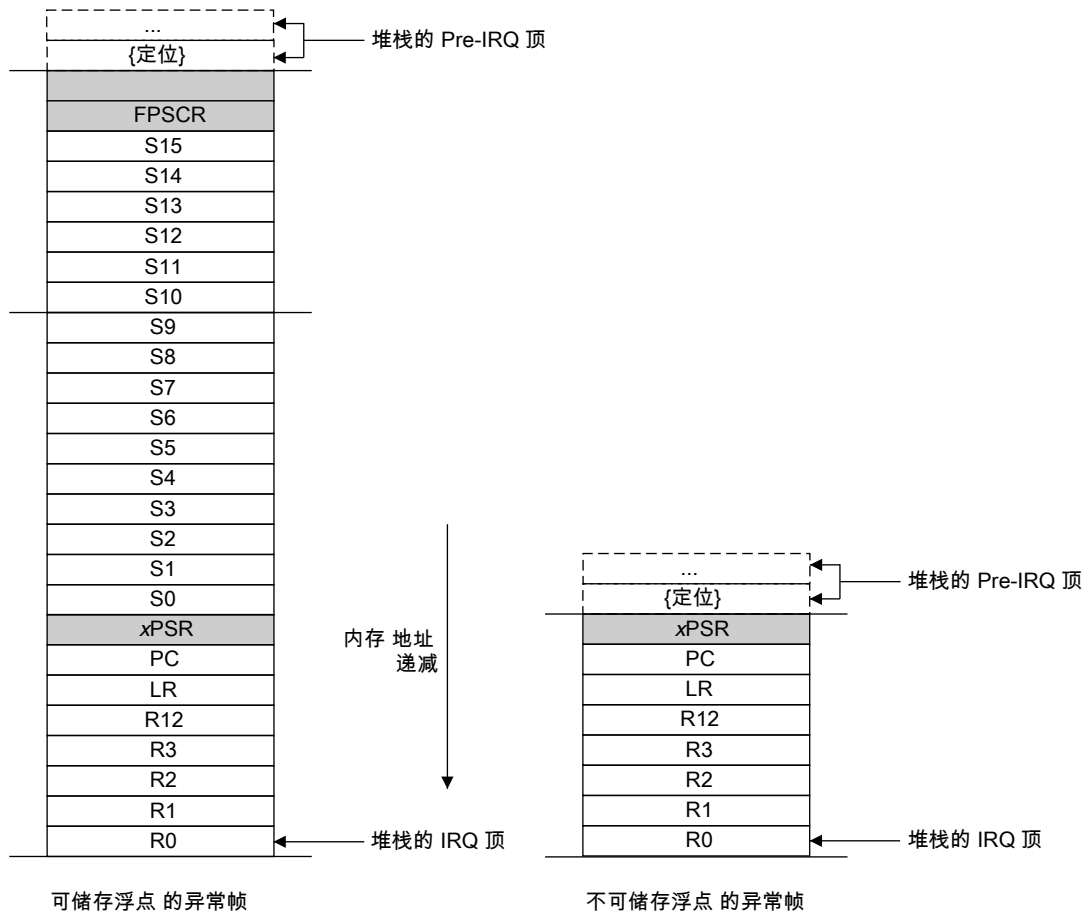 ...
{定位}
堆栈的 Pre-IRQ 顶
FPSCR
S15
S14
S13
S12
S11
S10
S9
S8
S7
S6
S5
S4
S3
S2
S1
S0
xPSR
PC
LR
R12
R3
R2
R1
R0
堆栈的 IRQ 顶
可储存浮点 的异常帧
内存 地址
递减
...
{定位}
堆栈的 Pre-IRQ 顶
xPSR
PC
LR
R12
R3
R2
R1
R0
堆栈的 IRQ 顶
不可储存浮点 的异常帧